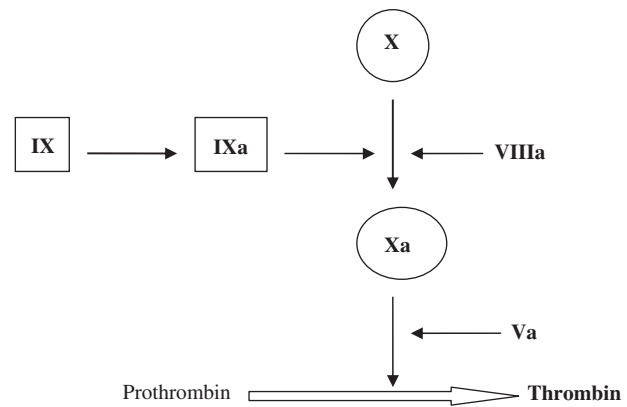 X
IX
IXa
VIIIa
Xa
Va
Prothrombin
Thrombin